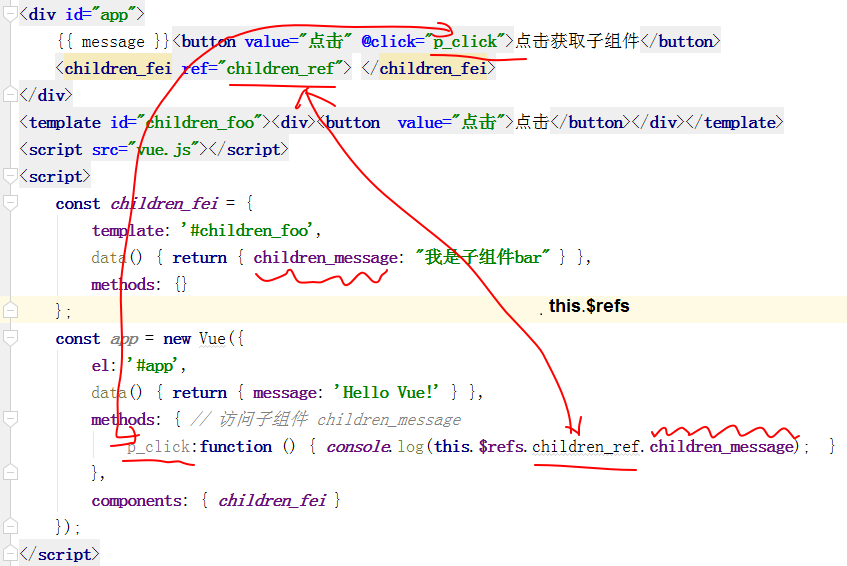 <div id="app">
{{ message }}<button value="点击" @click="p_click">点击获取子组件</button>
<children_fei ref="children_ref"> </children_fei>
</div>
<template id="children_foo"><div><button  value="点击">点击</button></div></template>
<script src="vue.js"></script>
<script>
const children_fei = {
template: '#children_foo',
data() { return { children_message: "我是子组件bar" } },
methods: {}
};
. this.$refs
const app = new Vue({
el: '#app',
data() { return { message: 'Hello Vue!' } },
methods: { // 访问子组件 children_message
p_click:function () { console.log(this.$refs.children_ref.children_message);  }
},
components: { children_fei }
});
</script>